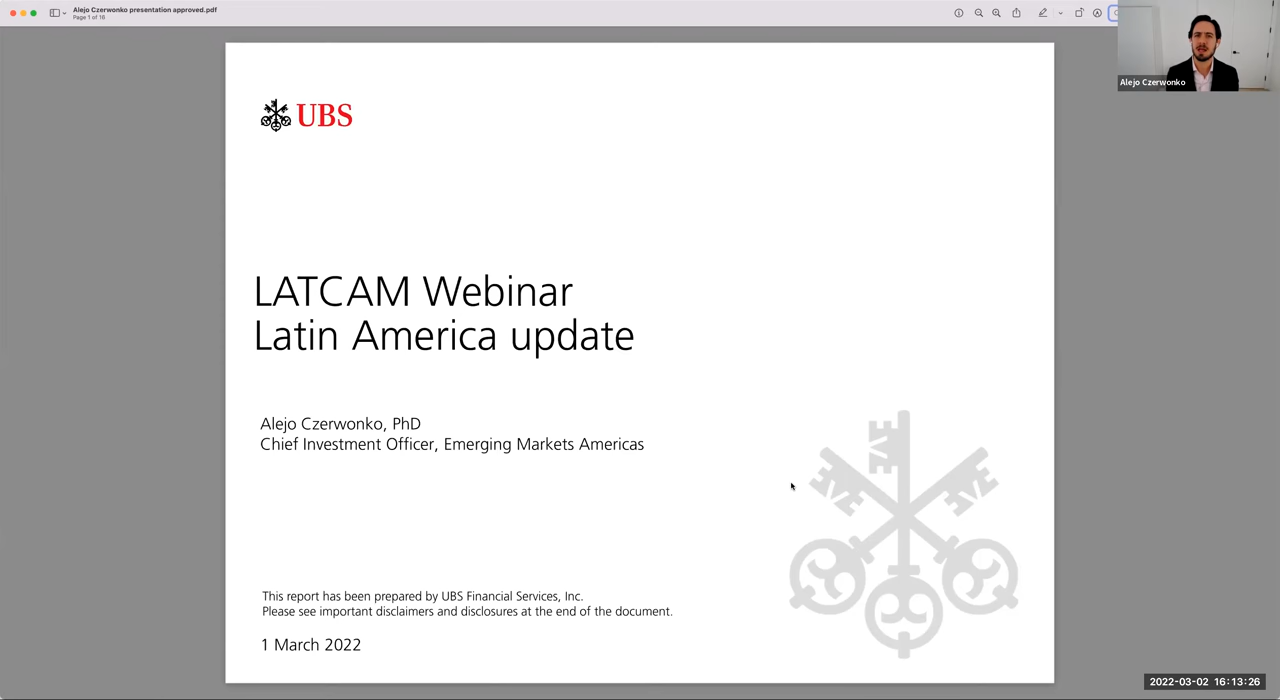 Alejo Czerwonko presentation approved.pdf
Page 1 of 18
Alejo Czerwonko
UBS
LATCAM Webinar
Latin America update
Alejo Czerwonko, PhD
Chief Investment Officer, Emerging Markets Americas
This report has been prepared by UBS Financial Services, Inc.
Please see important disclaimers and disclosures at the end of the document.
1 March 2022
2022-03-02 16:13:26